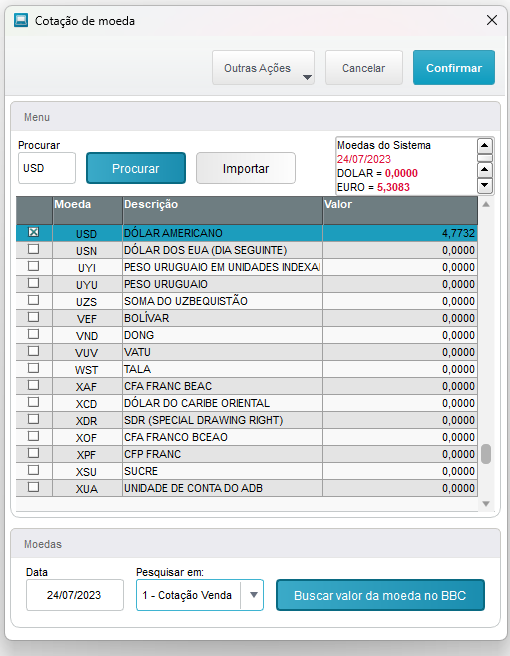 Cotação de moeda
Outras Ações
Cancelar
Confirmar
Menu
Procurar
USD
Procurar
Importar
Moedas do Sistema
24/07/2023
DOLAR = 0,0000
EURO = 5,3083
Moeda Descrição Valor
USD DÓLAR AMERICANO 4,7732
USN DÓLAR DOS EUA (DIA SEGUINTE) 0,0000
UYI PESO URUGUAIO EM UNIDADES INDEXAI 0,0000
UYU PESO URUGUAIO 0,0000
UZS SOMA DO UZBEQUISTÃO 0,0000
VEF BOLÍVAR 0,0000
VND DONG 0,0000
VUV VATU 0,0000
WST TALA 0,0000
XAF CFA FRANC BEAC 0,0000
XCD DÓLAR DO CARIBE ORIENTAL 0,0000
XDR SDR (SPECIAL DRAWING RIGHT) 0,0000
XOF CFA FRANCO BCEAO 0,0000
XPF CFP FRANC 0,0000
XSU SUCRE 0,0000
XUA UNIDADE DE CONTA DO ADB 0,0000
Moedas
Data
Pesquisar em:
24/07/2023
1 - Cotação Venda
Buscar valor da moeda no BBC